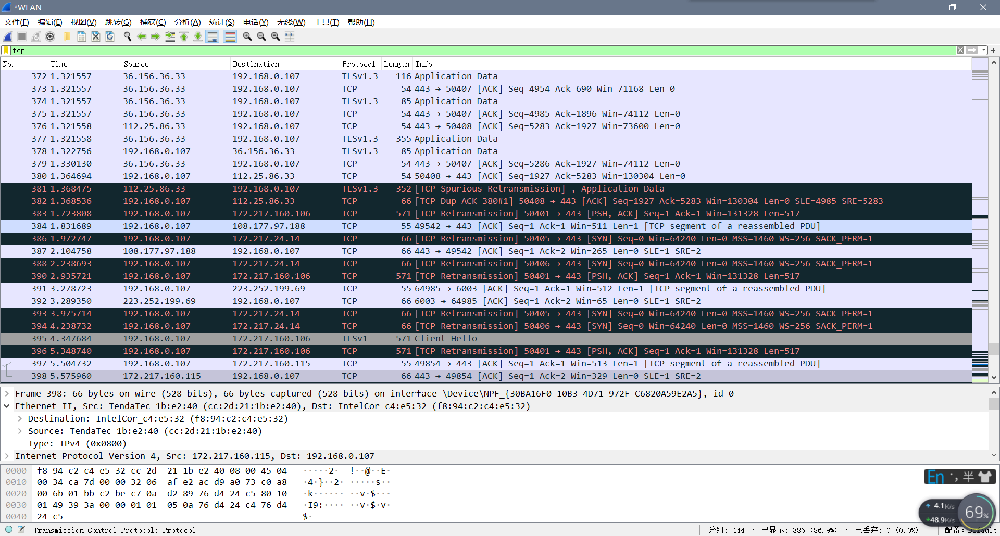 *WLAN
文件(F) 编辑(E) 视图(V) 跳转(G) 捕获(C) 分析(A) 统计(S) 电话(Y) 无线(W) 工具(T) 帮助(H)
tcp
No. Time Source Destination Protocol Length Info
372 1.321557 36.156.36.33 192.168.0.107 TLSv1.3 116 Application Data
373 1.321557 36.156.36.33 192.168.0.107 TCP 54 443 → 50407 [ACK] Seq=4954 Ack=690 Win=71168 Len=0
374 1.321557 36.156.36.33 192.168.0.107 TLSv1.3 85 Application Data
375 1.321557 36.156.36.33 192.168.0.107 TCP 54 443 → 50407 [ACK] Seq=4985 Ack=1896 Win=74112 Len=0
376 1.321558 112.25.86.33 192.168.0.107 TCP 54 443 → 50408 [ACK] Seq=5283 Ack=1927 Win=73600 Len=0
377 1.321558 36.156.36.33 192.168.0.107 TLSv1.3 355 Application Data
378 1.322756 192.168.0.107 36.156.36.33 TLSv1.3 85 Application Data
379 1.330130 36.156.36.33 192.168.0.107 TCP 54 443 → 50407 [ACK] Seq=5286 Ack=1927 Win=74112 Len=0
380 1.364694 192.168.0.107 112.25.86.33 TCP 54 50408 → 443 [ACK] Seq=1927 Ack=5283 Win=130304 Len=0
381 1.368475 112.25.86.33 192.168.0.107 TLSv1.3 352 [TCP Spurious Retransmission] , Application Data
382 1.368536 192.168.0.107 112.25.86.33 TCP 66 [TCP Dup ACK 380#1] 50408 → 443 [ACK] Seq=1927 Ack=5283 Win=130304 Len=0 SLE=4985 SRE=5283
383 1.723808 192.168.0.107 172.217.160.106 TCP 571 [TCP Retransmission] 50401 → 443 [PSH, ACK] Seq=1 Ack=1 Win=131328 Len=517
384 1.831689 192.168.0.107 108.177.97.188 TCP 55 49542 → 443 [ACK] Seq=1 Ack=1 Win=511 Len=1 [TCP segment of a reassembled PDU]
386 1.972747 192.168.0.107 172.217.24.14 TCP 66 [TCP Retransmission] 50405 → 443 [SYN] Seq=0 Win=64240 Len=0 MSS=1460 WS=256 SACK_PERM=1
387 2.104758 108.177.97.188 192.168.0.107 TCP 66 443 → 49542 [ACK] Seq=1 Ack=2 Win=265 Len=0 SLE=1 SRE=2
388 2.238693 192.168.0.107 172.217.24.14 TCP 66 [TCP Retransmission] 50406 → 443 [SYN] Seq=0 Win=64240 Len=0 MSS=1460 WS=256 SACK_PERM=1
390 2.935721 192.168.0.107 172.217.160.106 TCP 571 [TCP Retransmission] 50401 → 443 [PSH, ACK] Seq=1 Ack=1 Win=131328 Len=517
391 3.278723 192.168.0.107 223.252.199.69 TCP 55 64985 → 6003 [ACK] Seq=1 Ack=1 Win=512 Len=1 [TCP segment of a reassembled PDU]
392 3.289350 223.252.199.69 192.168.0.107 TCP 66 6003 → 64985 [ACK] Seq=1 Ack=2 Win=65 Len=0 SLE=1 SRE=2
393 3.975714 192.168.0.107 172.217.24.14 TCP 66 [TCP Retransmission] 50405 → 443 [SYN] Seq=0 Win=64240 Len=0 MSS=1460 WS=256 SACK_PERM=1
394 4.238732 192.168.0.107 172.217.24.14 TCP 66 [TCP Retransmission] 50406 → 443 [SYN] Seq=0 Win=64240 Len=0 MSS=1460 WS=256 SACK_PERM=1
395 4.347684 192.168.0.107 172.217.160.106 TLSv1 571 Client Hello
396 5.348740 192.168.0.107 172.217.160.106 TCP 571 [TCP Retransmission] 50401 → 443 [PSH, ACK] Seq=1 Ack=1 Win=131328 Len=517
397 5.504732 192.168.0.107 172.217.160.115 TCP 55 49854 → 443 [ACK] Seq=1 Ack=1 Win=513 Len=1 [TCP segment of a reassembled PDU]
398 5.575960 172.217.160.115 192.168.0.107 TCP 66 443 → 49854 [ACK] Seq=1 Ack=2 Win=329 Len=0 SLE=1 SRE=2
Frame 398: 66 bytes on wire (528 bits), 66 bytes captured (528 bits) on interface \Device\NPF_{30BA16F0-10B3-4D71-972F-C6820A59E2A5}, id 0
Ethernet II, Src: TendaTec_1b:e2:40 (cc:2d:21:1b:e2:40), Dst: IntelCor_c4:e5:32 (f8:94:c2:c4:e5:32)
Destination: IntelCor_c4:e5:32 (f8:94:c2:c4:e5:32)
Source: TendaTec_1b:e2:40 (cc:2d:21:1b:e2:40)
Type: IPv4 (0x0800)
Internet Protocol Version 4, Src: 172.217.160.115, Dst: 192.168.0.107
0000 f8 94 c2 c4 e5 32 cc 2d 21 1b e2 40 08 00 45 04 ·····2·- !··@··E·
0010 00 34 ca 7d 00 00 32 06 af e2 ac d9 a0 73 c0 a8 ·4·}··2· ·····s··
0020 00 6b 01 bb c2 be c7 0a d2 89 76 d4 24 c5 80 10 ·k······ ··v·$···
0030 01 49 39 3a 00 00 01 01 05 0a 76 d4 24 c4 76 d4 ·I9:···· ··v·$·v·
0040 24 c5 $·
En ·, 半
4.1K/s
48.9K/s
69%
Transmission Control Protocol: Protocol 分组: 444 · 已显示: 386 (86.9%) · 已丢弃: 0 (0.0%) 配置: Default